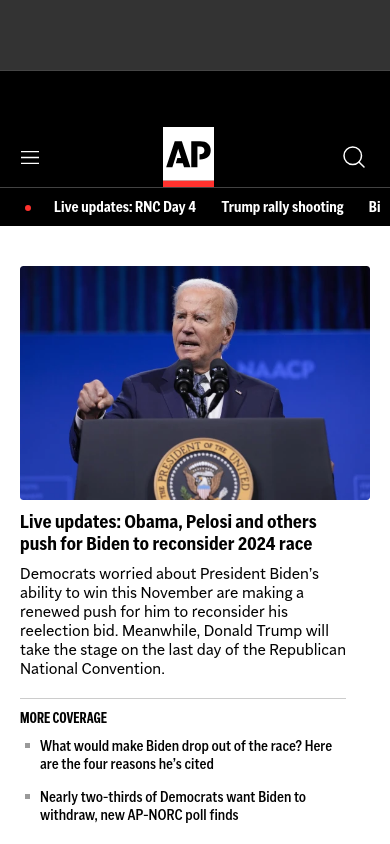 AP
Live updates: RNC Day 4 Trump rally shooting Bi
NAACP
PRESIDENT OF THE
Live updates: Obama, Pelosi and others
push for Biden to reconsider 2024 race
Democrats worried about President Biden's
ability to win this November are making a
renewed push for him to reconsider his
reelection bid. Meanwhile, Donald Trump will
take the stage on the last day of the Republican
National Convention.
MORE COVERAGE
What would make Biden drop out of the race? Here
are the four reasons he's cited
Nearly two-thirds of Democrats want Biden to
withdraw, new AP-NORC poll finds